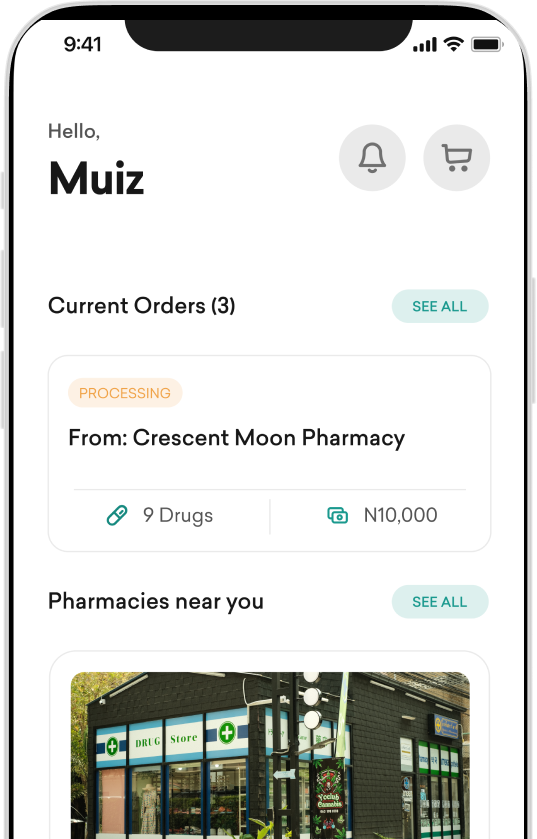 9:41
Hello,
Muiz
Current Orders (3)
SEE ALL
PROCESSING
From: Crescent Moon Pharmacy
9 Drugs
N10,000
Pharmacies near you
SEE ALL
DRUG Store
Cannabis